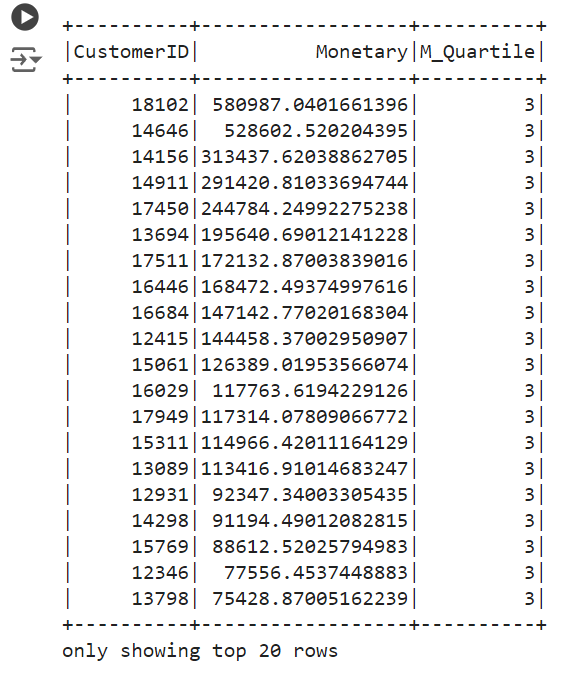 +----------+------------------+----------+
|CustomerID|          Monetary|M_Quartile|
+----------+------------------+----------+
|     18102| 580987.0401661396|         3|
|     14646|  528602.520204395|         3|
|     14156|313437.62038862705|         3|
|     14911|291420.81033694744|         3|
|     17450|244784.24992275238|         3|
|     13694|195640.69012141228|         3|
|     17511|172132.87003839016|         3|
|     16446|168472.49374997616|         3|
|     16684|147142.77020168304|         3|
|     12415|144458.37002950907|         3|
|     15061|126389.01953566074|         3|
|     16029| 117763.6194229126|         3|
|     17949|117314.07809066772|         3|
|     15311|114966.42011164129|         3|
|     13089|113416.91014683247|         3|
|     12931| 92347.34003305435|         3|
|     14298| 91194.49012082815|         3|
|     15769| 88612.52025794983|         3|
|     12346|  77556.4537448883|         3|
|     13798| 75428.87005162239|         3|
+----------+------------------+----------+
only showing top 20 rows